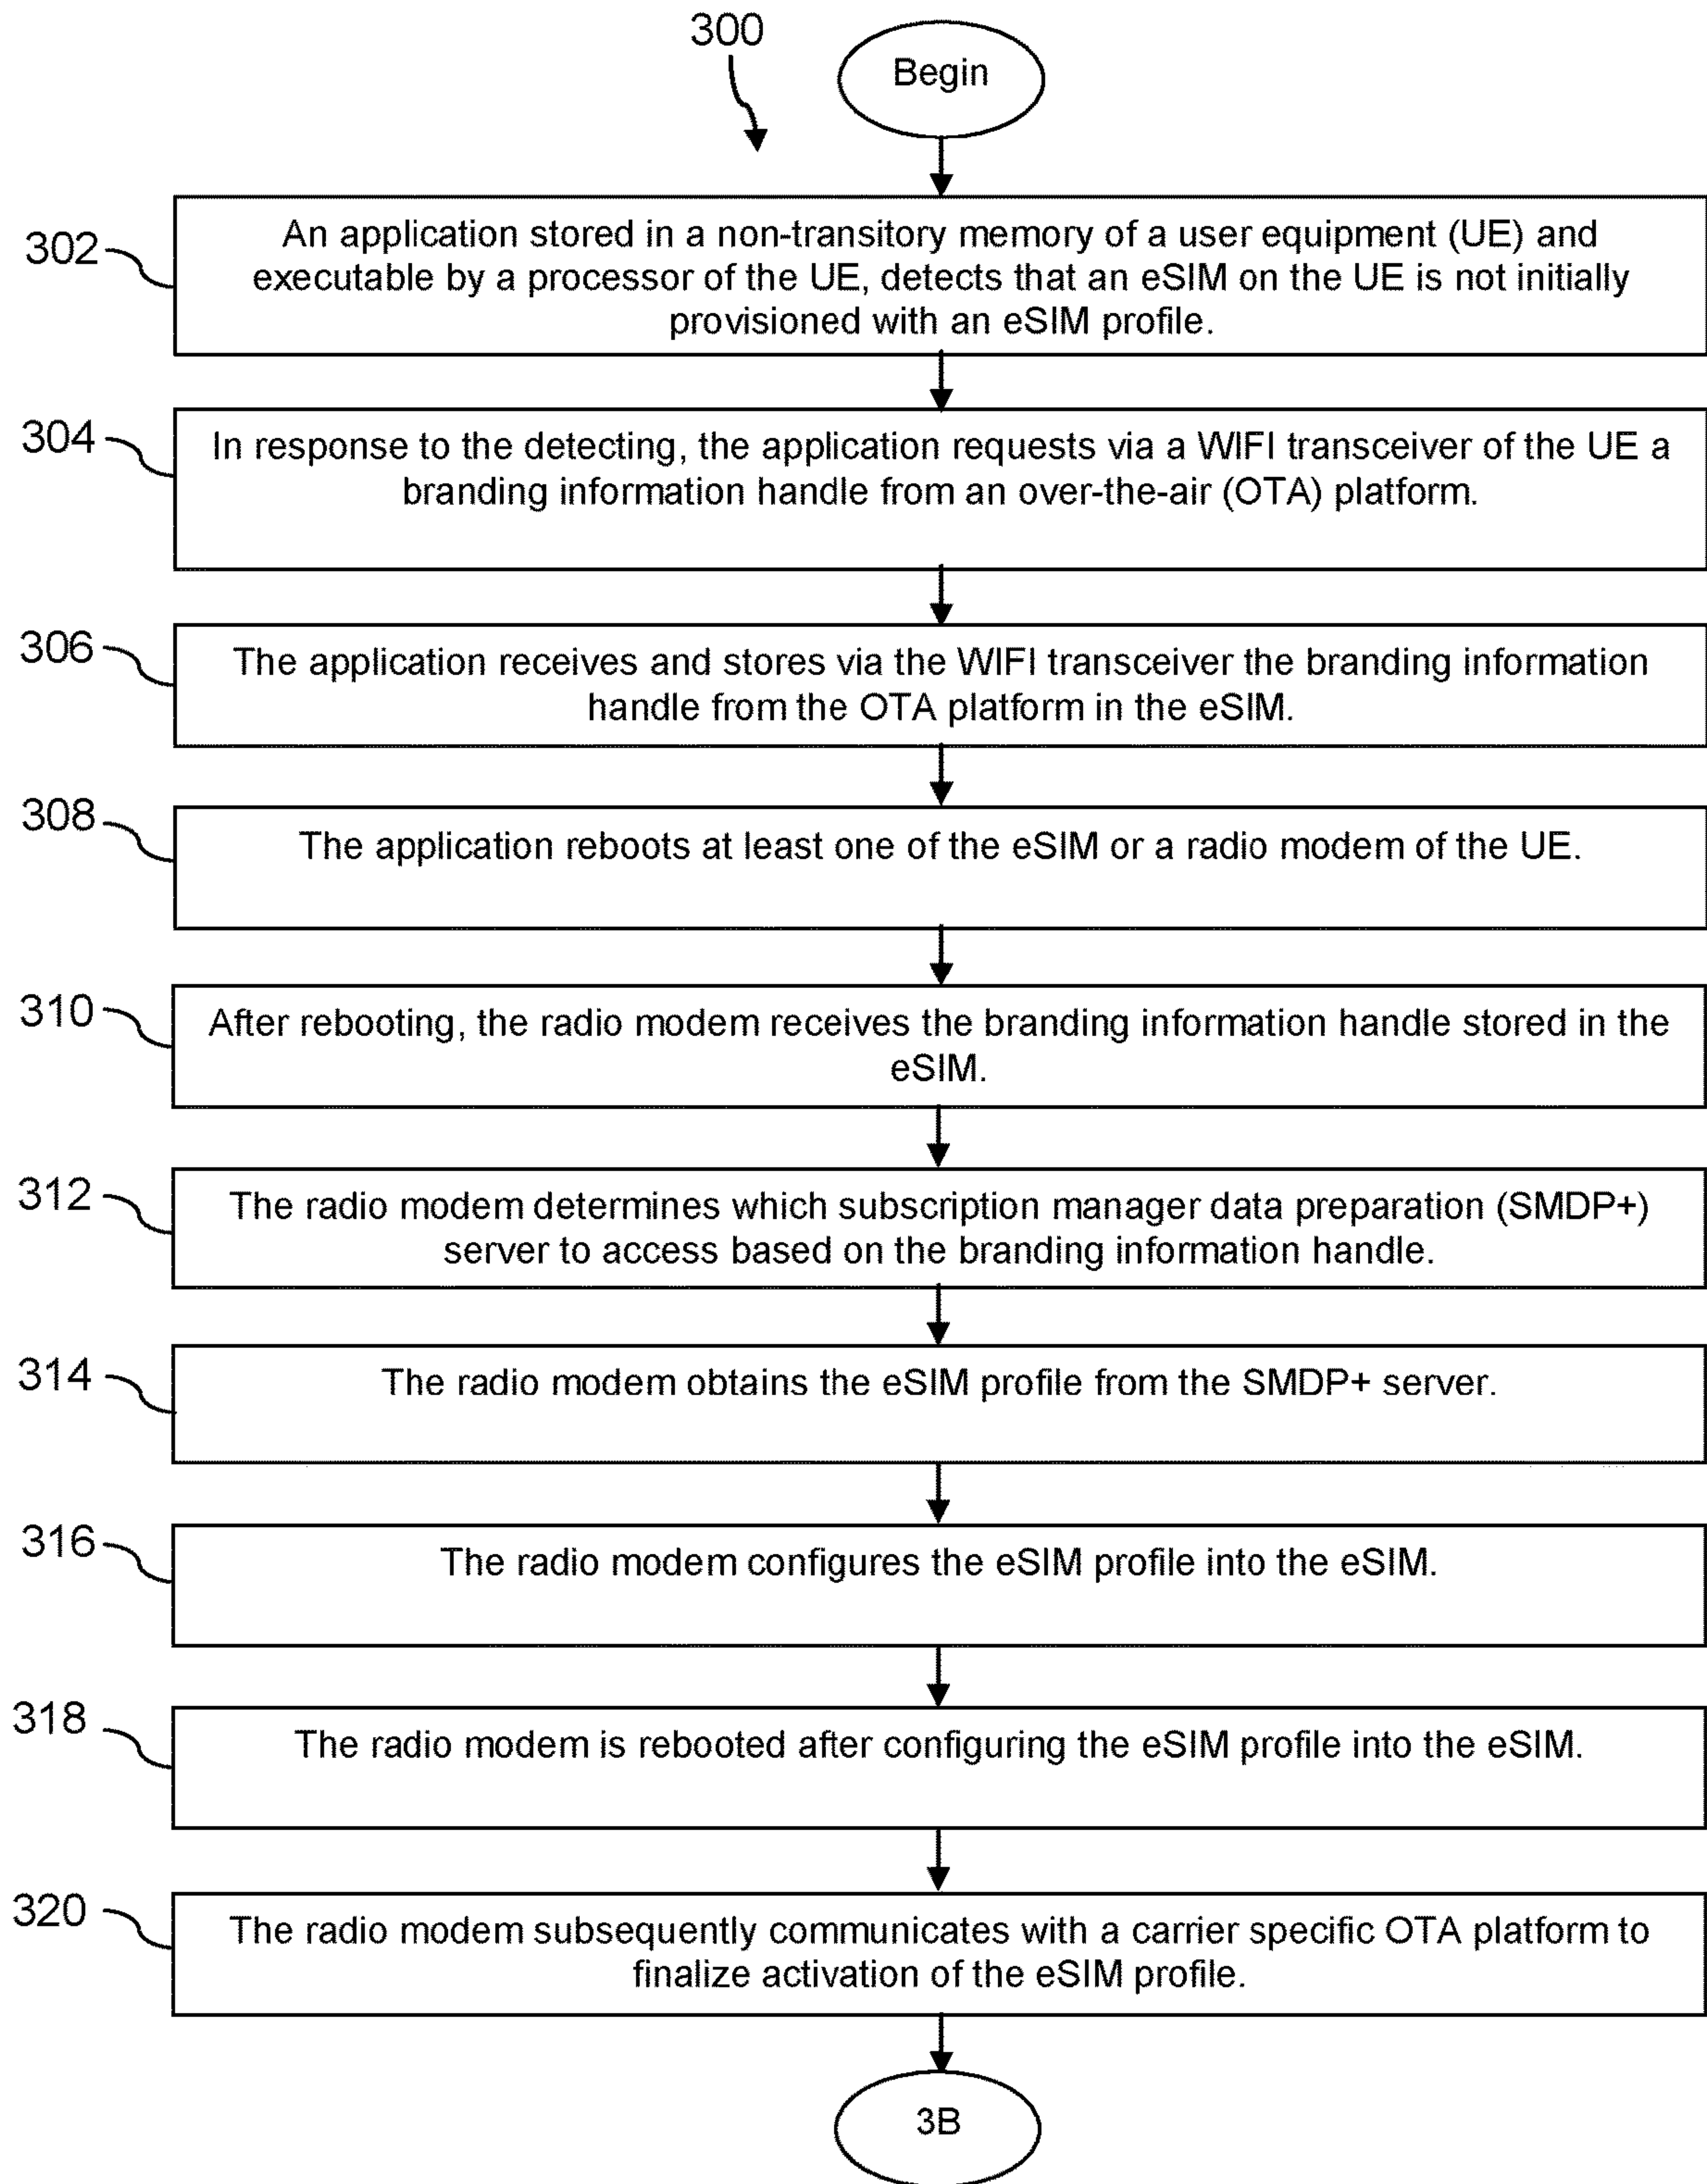 300
Begin
302
An application stored in a non-transitory memory of a user equipment (UE) and
executable by a processor of the UE, detects that an eSIM on the UE is not initially
provisioned with an eSIM profile.
304
In response to the detecting, the application requests via a WIFI transceiver of the UE a
branding information handle from an over-the-air (OTA) platform.
306
The application receives and stores via the WIFI transceiver the branding information
handle from the OTA platform in the eSIM.
308
The application reboots at least one of the eSIM or a radio modem of the UE.
310
After rebooting, the radio modem receives the branding information handle stored in the
eSIM.
312
The radio modem determines which subscription manager data preparation (SMDP+)
server to access based on the branding information handle.
314
The radio modem obtains the eSIM profile from the SMDP+ server.
316
The radio modem configures the eSIM profile into the eSIM.
318
The radio modem is rebooted after configuring the eSIM profile into the eSIM.
320
The radio modem subsequently communicates with a carrier specific OTA platform to
finalize activation of the eSIM profile.
3B